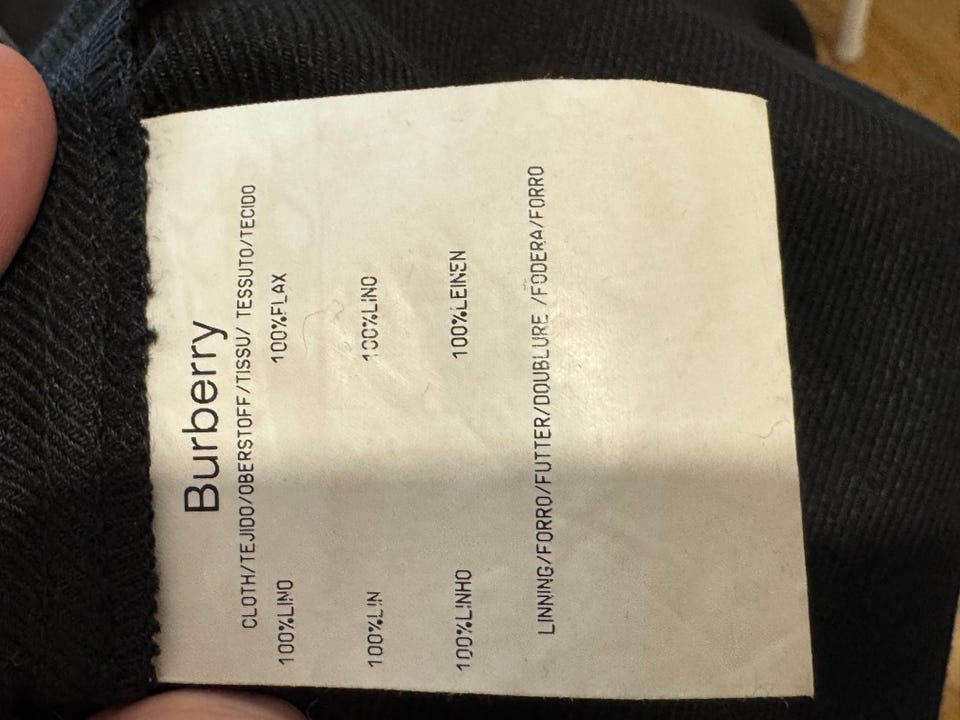 Burberry
CLOTH/TEJIDO/OBERSTOFF/TISSU/ TESSUTO/TECIDO
100%LINO 100%FLAX
100%LIN 100%LINO
100%LINHO 100%LEINEN
LINNING/FORRO/FUTTER/DOUBLURE /FODERA/FORRO